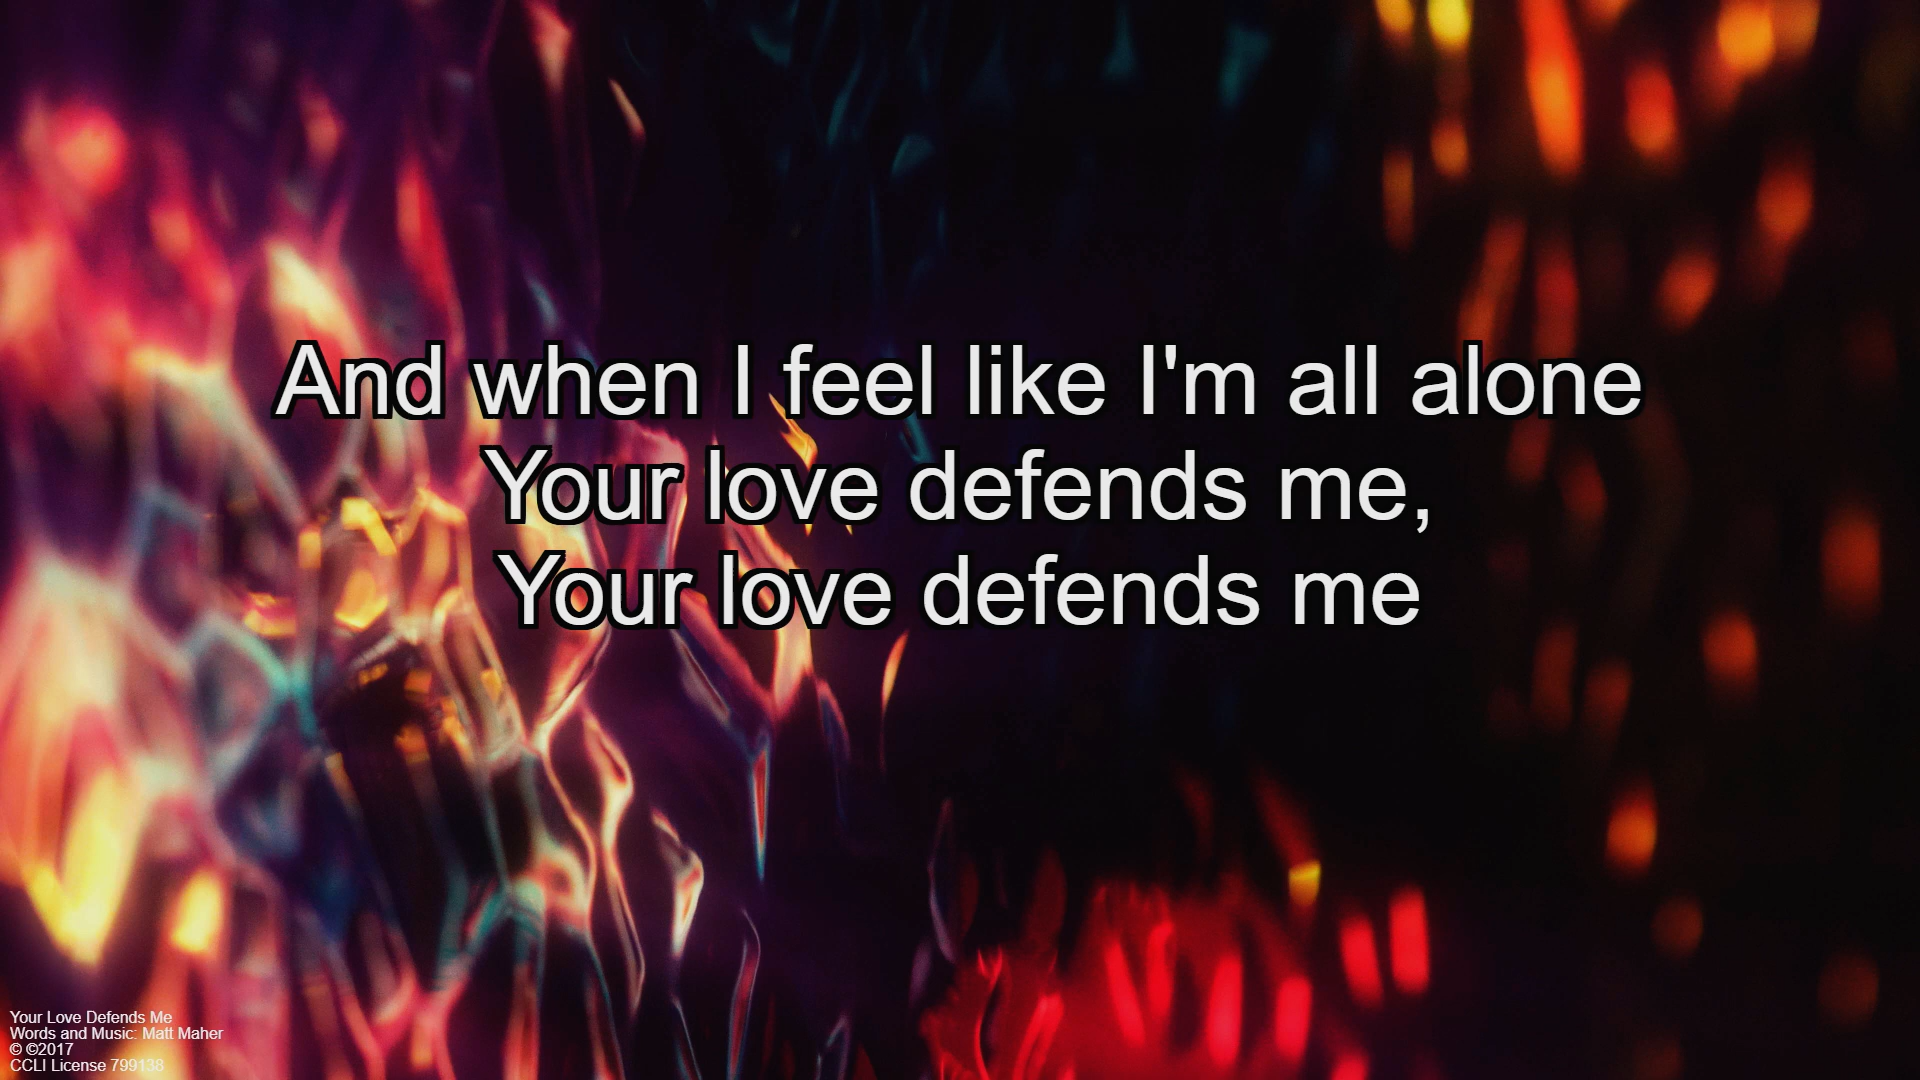 And when I feel like I'm all alone
Your love defends me,
Your love defends me
Your Love Defends Me
Words and Music: Matt Maher
© ©2017
CCLI License 799138